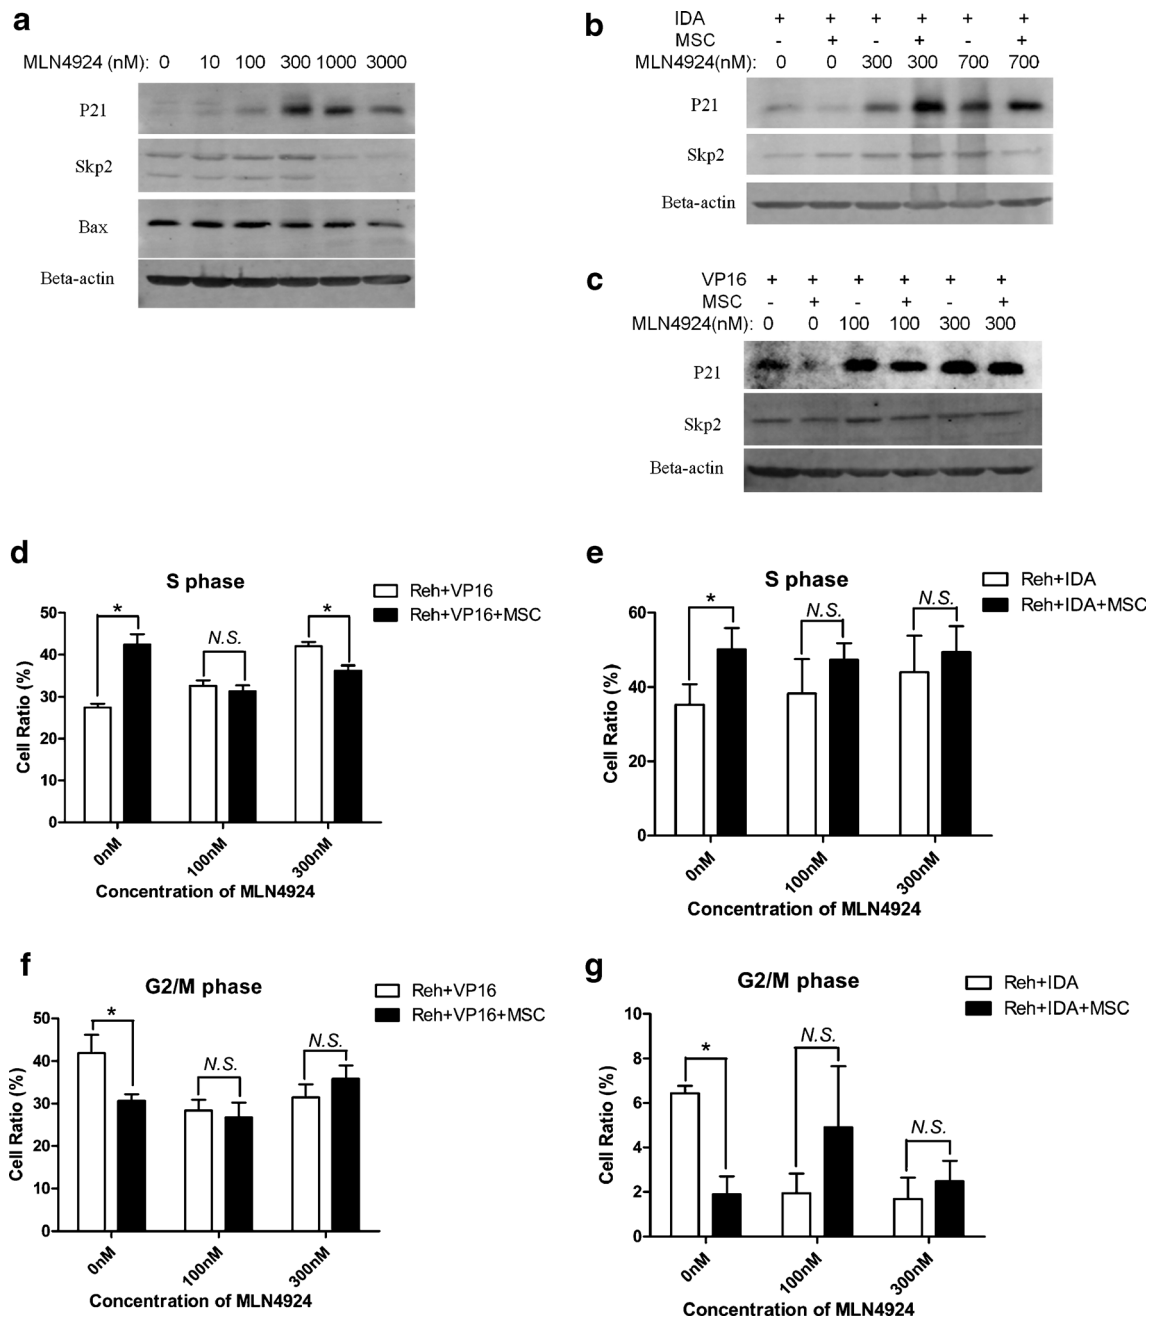 a
MLN4924 (nM): 0 10 100 300 1000 3000
P21
Skp2
Bax
Beta-actin
b
IDA + + + + + +
MSC - + - + - +
MLN4924(nM): 0 0 300 300 700 700
P21
Skp2
Beta-actin
c
VP16 + + + + + +
MSC - + - + - +
MLN4924(nM): 0 0 100 100 300 300
P21
Skp2
Beta-actin
d
S phase
Reh+VP16
Reh+VP16+MSC
Cell Ratio (%)
50
40
30
20
10
0
* N.S. *
0nM 100nM 300nM
Concentration of MLN4924
e
S phase
Reh+IDA
Reh+IDA+MSC
Cell Ratio (%)
60
40
20
0
* N.S. N.S.
0nM 100nM 300nM
Concentration of MLN4924
f
G2/M phase
Reh+VP16
Reh+VP16+MSC
Cell Ratio (%)
50
40
30
20
10
0
* N.S. N.S.
0nM 100nM 300nM
Concentration of MLN4924
g
G2/M phase
Reh+IDA
Reh+IDA+MSC
Cell Ratio (%)
10
8
6
4
2
0
* N.S. N.S.
0nM 100nM 300nM
Concentration of MLN4924